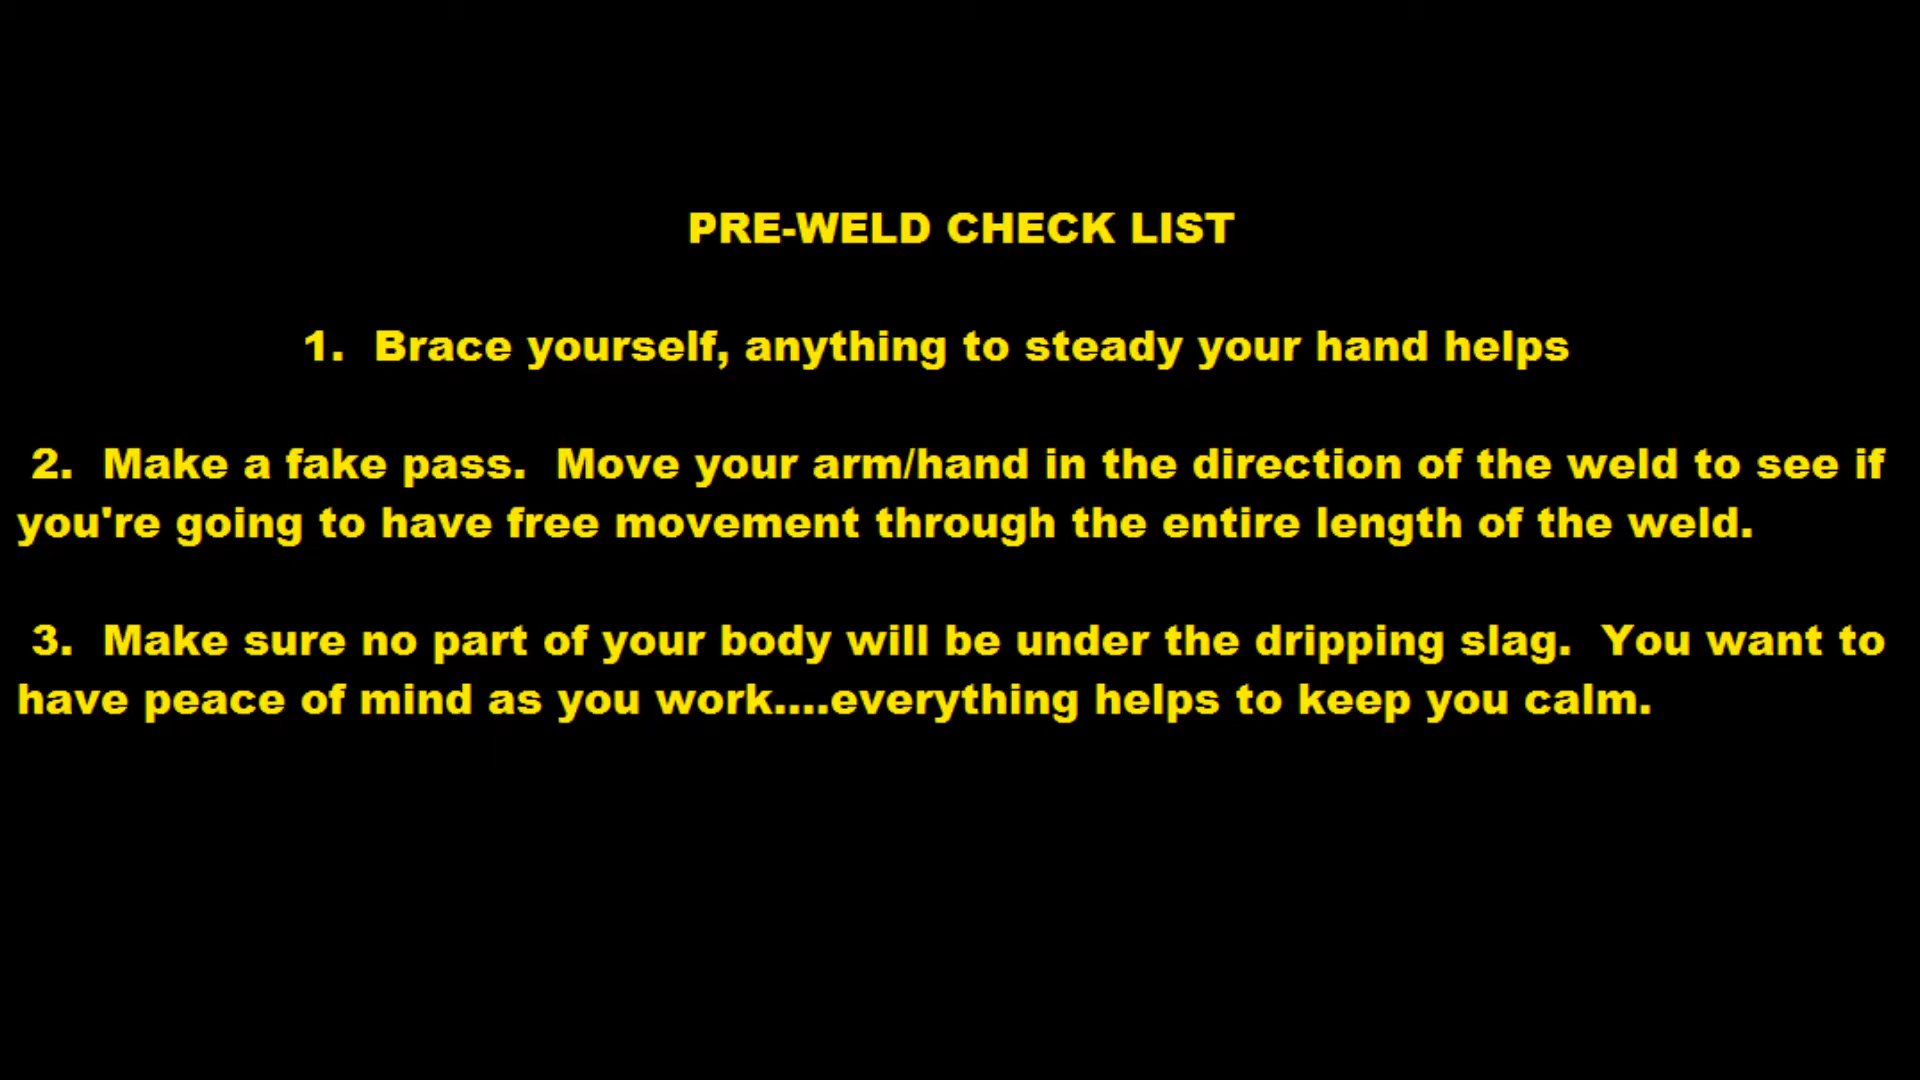 PRE-WELD CHECK LIST
1.  Brace yourself, anything to steady your hand helps
2.  Make a fake pass.  Move your arm/hand in the direction of the weld to see if
you're going to have free movement through the entire length of the weld.
3.  Make sure no part of your body will be under the dripping slag.  You want to
have peace of mind as you work....everything helps to keep you calm.